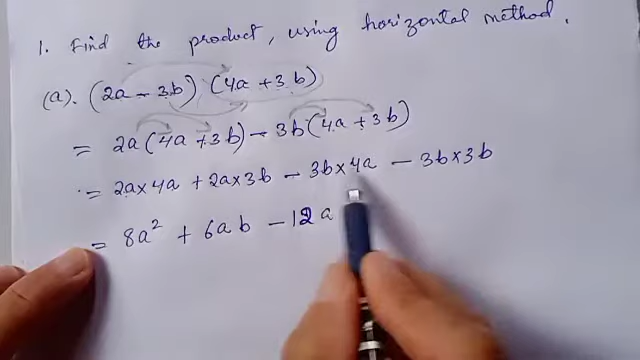 1. Find the product, using horizontal method.
(a). (2a - 3b) (4a + 3b)
= 2a(4a + 3b) - 3b(4a + 3b)
= 2a×4a + 2a×3b - 3b×4a - 3b×3b
= 8a² + 6ab - 12a